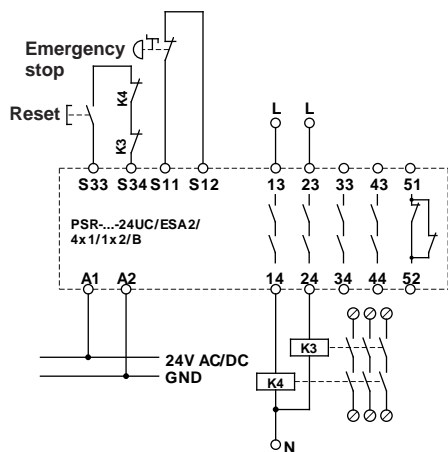 Emergency
stop
Reset
K4
K3
L L
S33 S34 S11 S12 13 23 33 43 51
PSR-...-24UC/ESA2/
4x1/1x2/B
A1 A2 14 24 34 44 52
K3
24V AC/DC
GND
K4
N